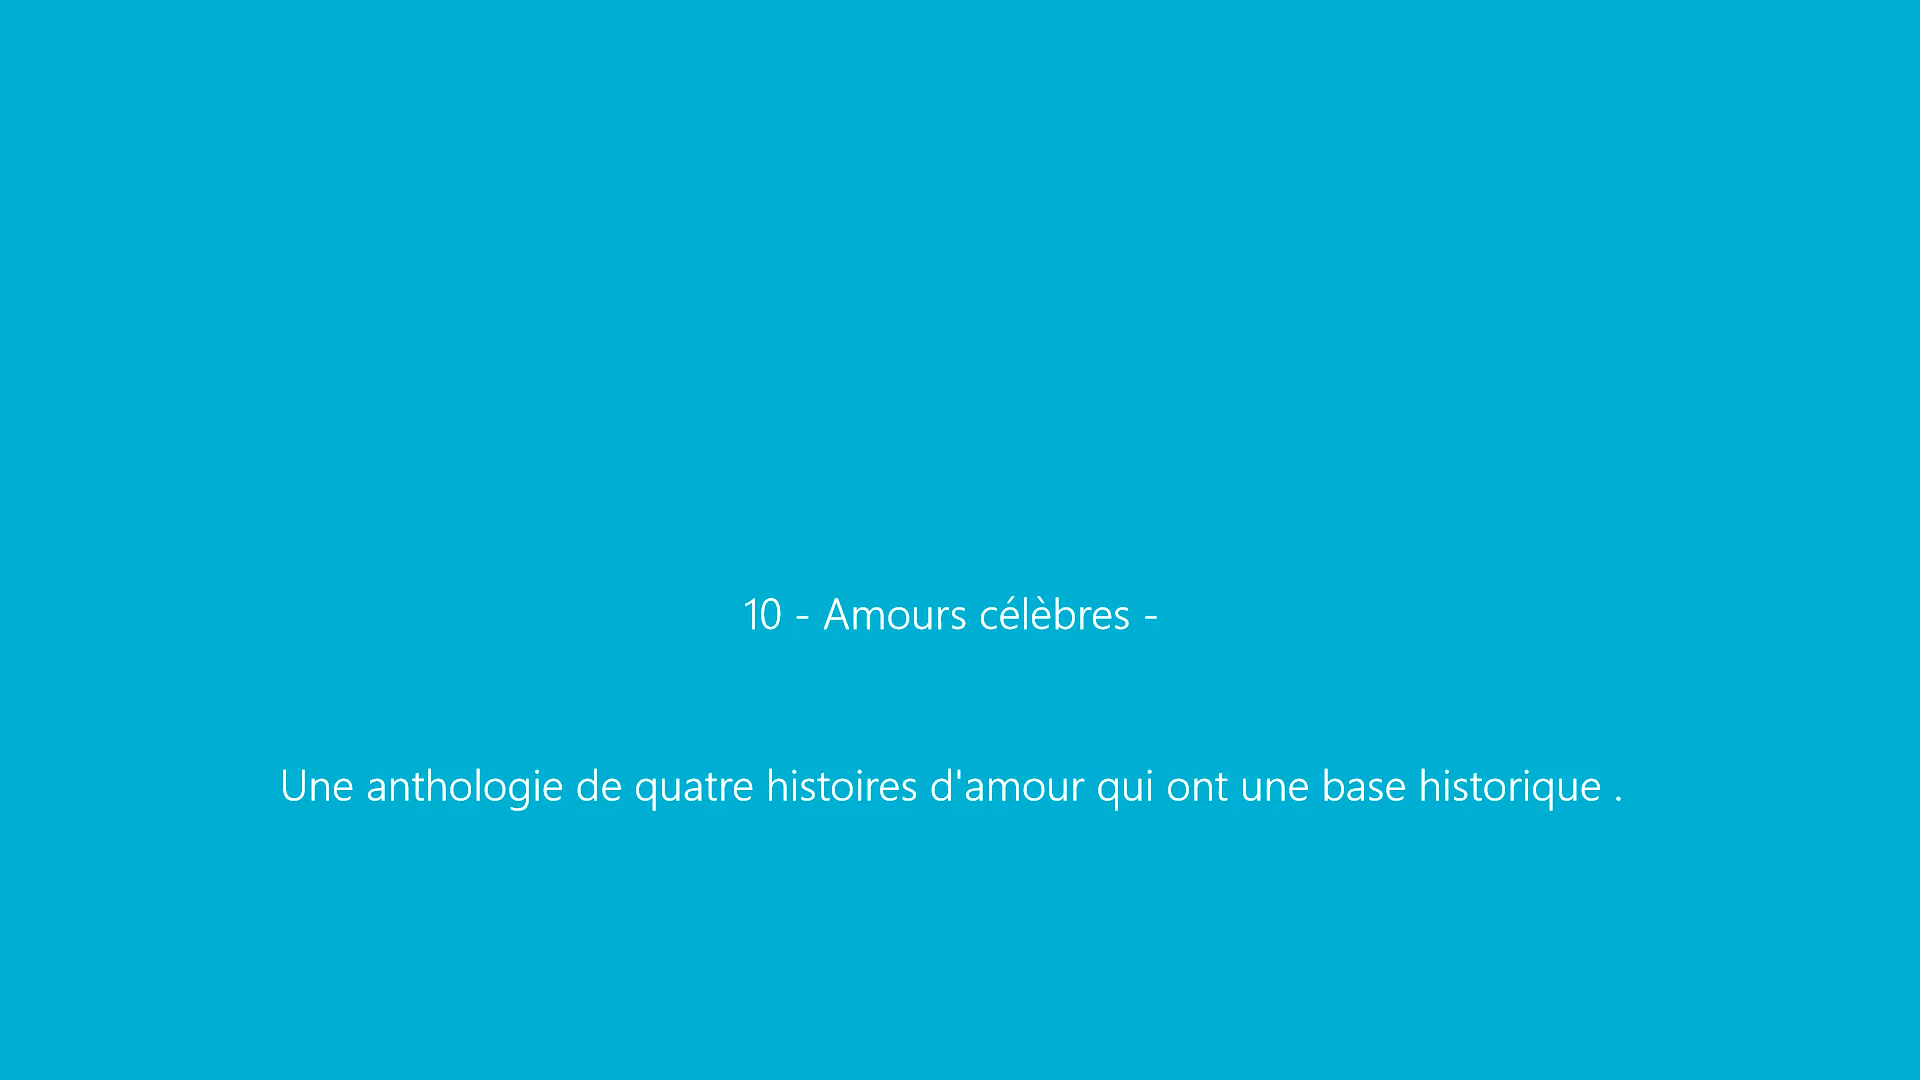 10 - Amours célèbres -
Une anthologie de quatre histoires d'amour qui ont une base historique .